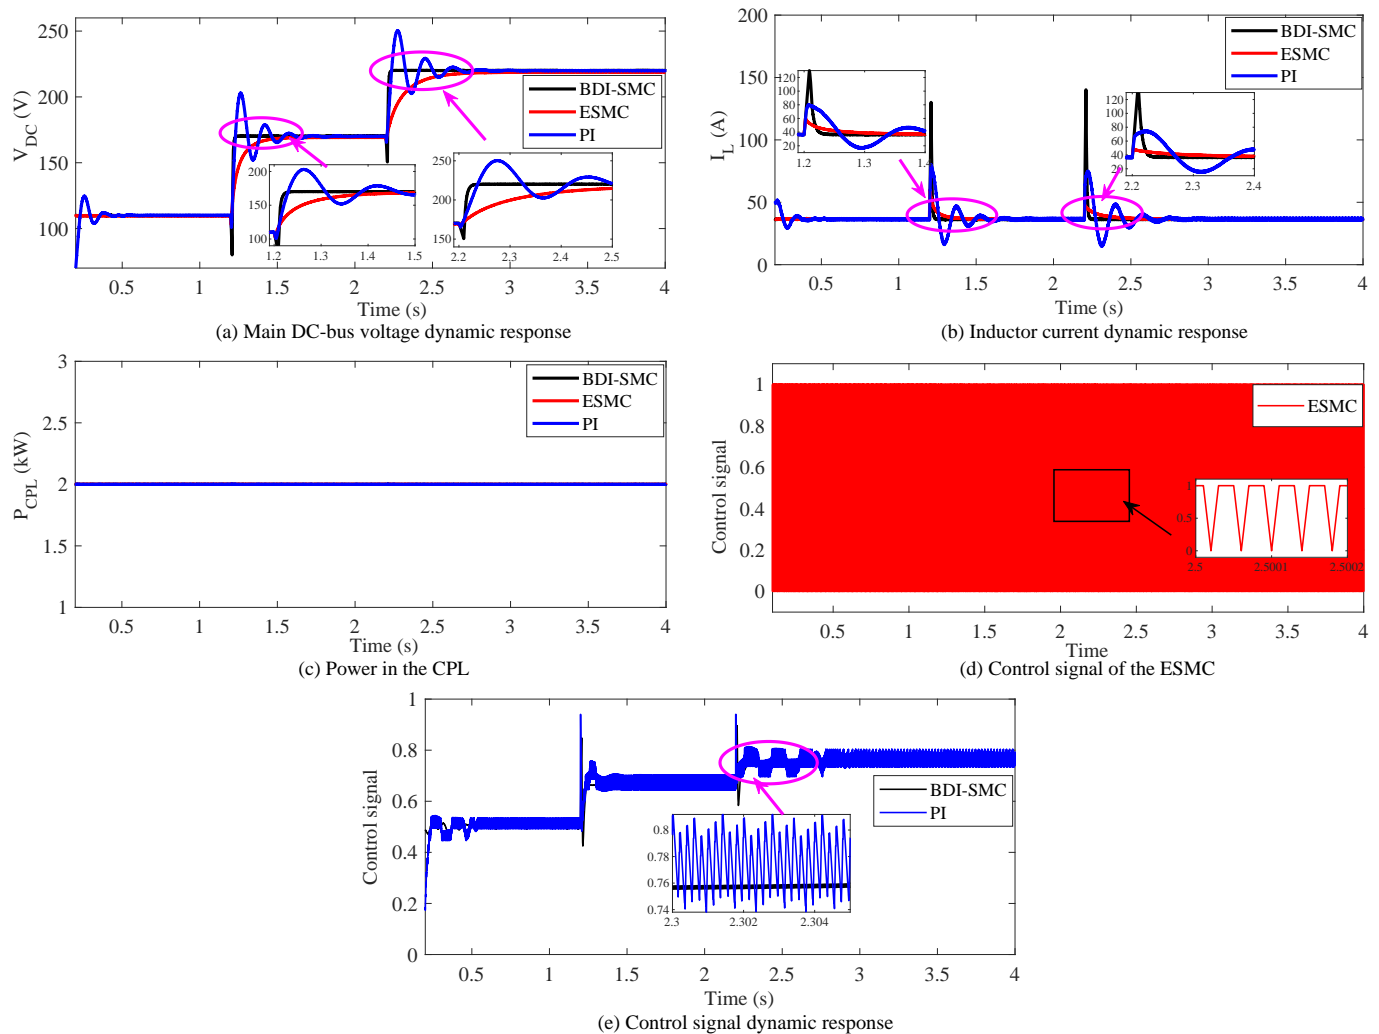 250
200
150
100
V_DC (V)
BDI-SMC
ESMC
PI
200
150
100
1.2 1.3 1.4 1.5
250
200
150
2.2 2.3 2.4 2.5
0.5 1 1.5 2 2.5 3 3.5 4
Time (s)
(a) Main DC-bus voltage dynamic response
200
150
100
50
0
I_L (A)
BDI-SMC
ESMC
PI
120
100
80
60
40
20
1.2 1.3 1.4
120
100
80
60
40
20
2.2 2.3 2.4
0.5 1 1.5 2 2.5 3 3.5 4
Time (s)
(b) Inductor current dynamic response
3
2.5
2
1.5
1
P_CPL (kW)
BDI-SMC
ESMC
PI
0.5 1 1.5 2 2.5 3 3.5 4
Time (s)
(c) Power in the CPL
1
0.8
0.6
0.4
0.2
0
Control signal
ESMC
1
0.5
0
2.5 2.5001 2.5002
0.5 1 1.5 2 2.5 3 3.5 4
Time
(d) Control signal of the ESMC
1
0.8
0.6
0.4
0.2
0
Control signal
BDI-SMC
PI
0.8
0.78
0.76
0.74
2.3 2.302 2.304
0.5 1 1.5 2 2.5 3 3.5 4
Time (s)
(e) Control signal dynamic response